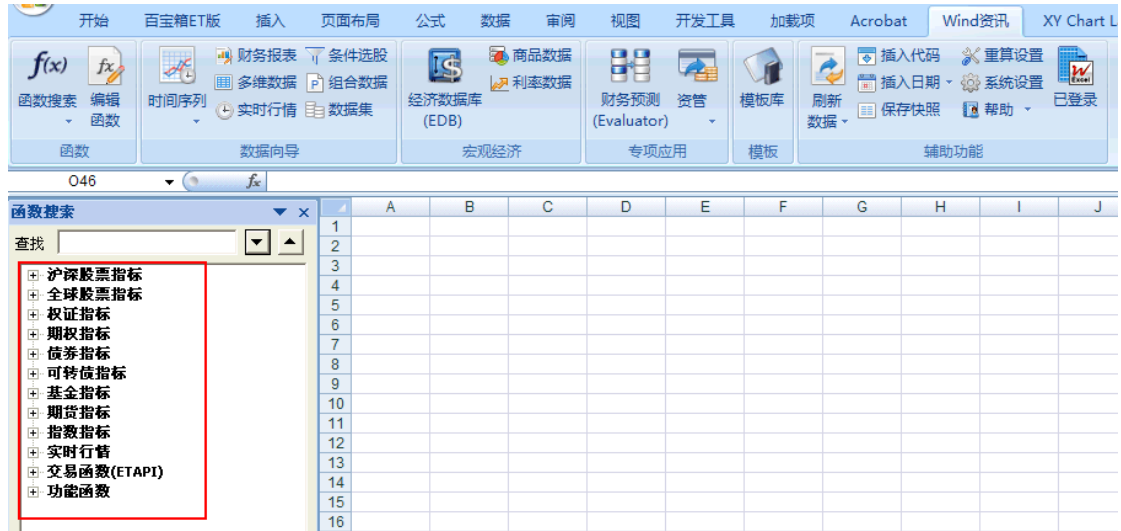 开始 百宝箱ET版 插入 页面布局 公式 数据 审阅 视图 开发工具 加载项 Acrobat Wind资讯 XY Chart L
f(x) fx 财务报表 条件选股 商品数据 插入代码 重算设置
函数搜索 编辑函数 时间序列 多维数据 组合数据 经济数据库(EDB) 利率数据 财务预测(Evaluator) 资管 模板库 刷新数据 插入日期 系统设置 已登录
实时行情 数据集 保存快照 帮助
函数 数据向导 宏观经济 专项应用 模板 辅助功能
O46 fx
函数搜索 A B C D E F G H I J
查找
沪深股票指标
全球股票指标
权证指标
期权指标
债券指标
可转债指标
基金指标
期货指标
指数指标
实时行情
交易函数(ETAPI)
功能函数
1
2
3
4
5
6
7
8
9
10
11
12
13
14
15
16